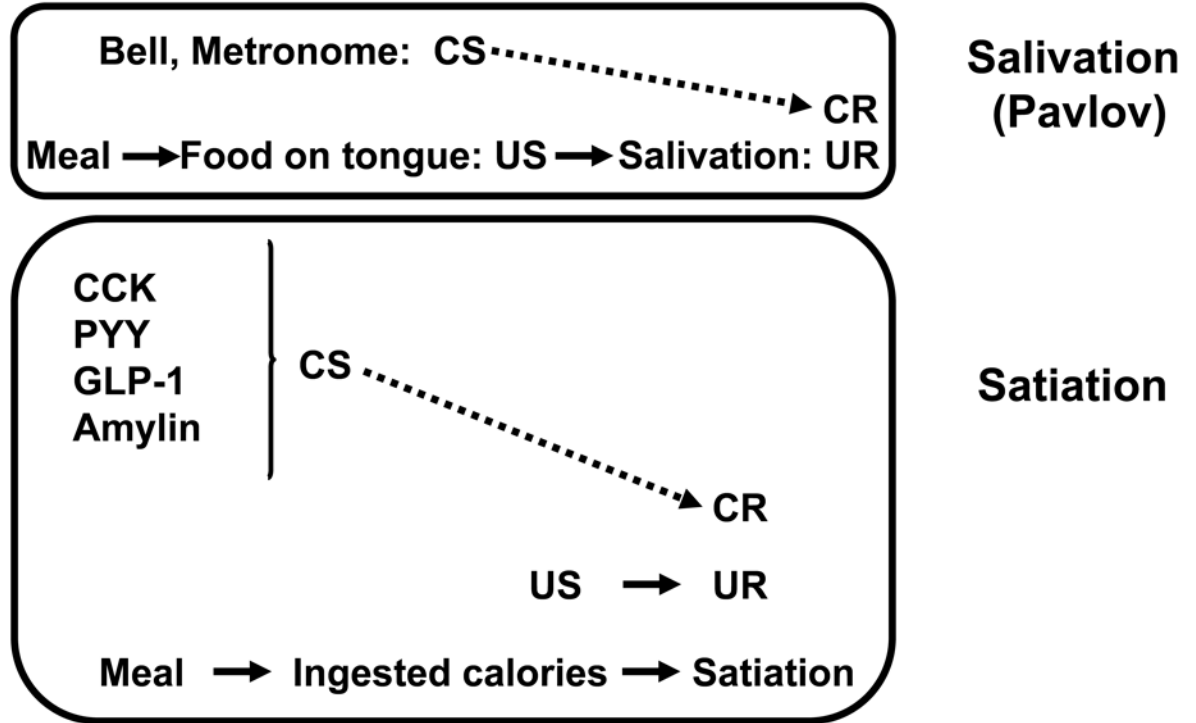 Bell, Metronome: CS
CR
Meal Food on tongue: US Salivation: UR
Salivation
(Pavlov)
CCK
PYY
GLP-1
Amylin
CS
CR
US UR
Meal Ingested calories Satiation
Satiation